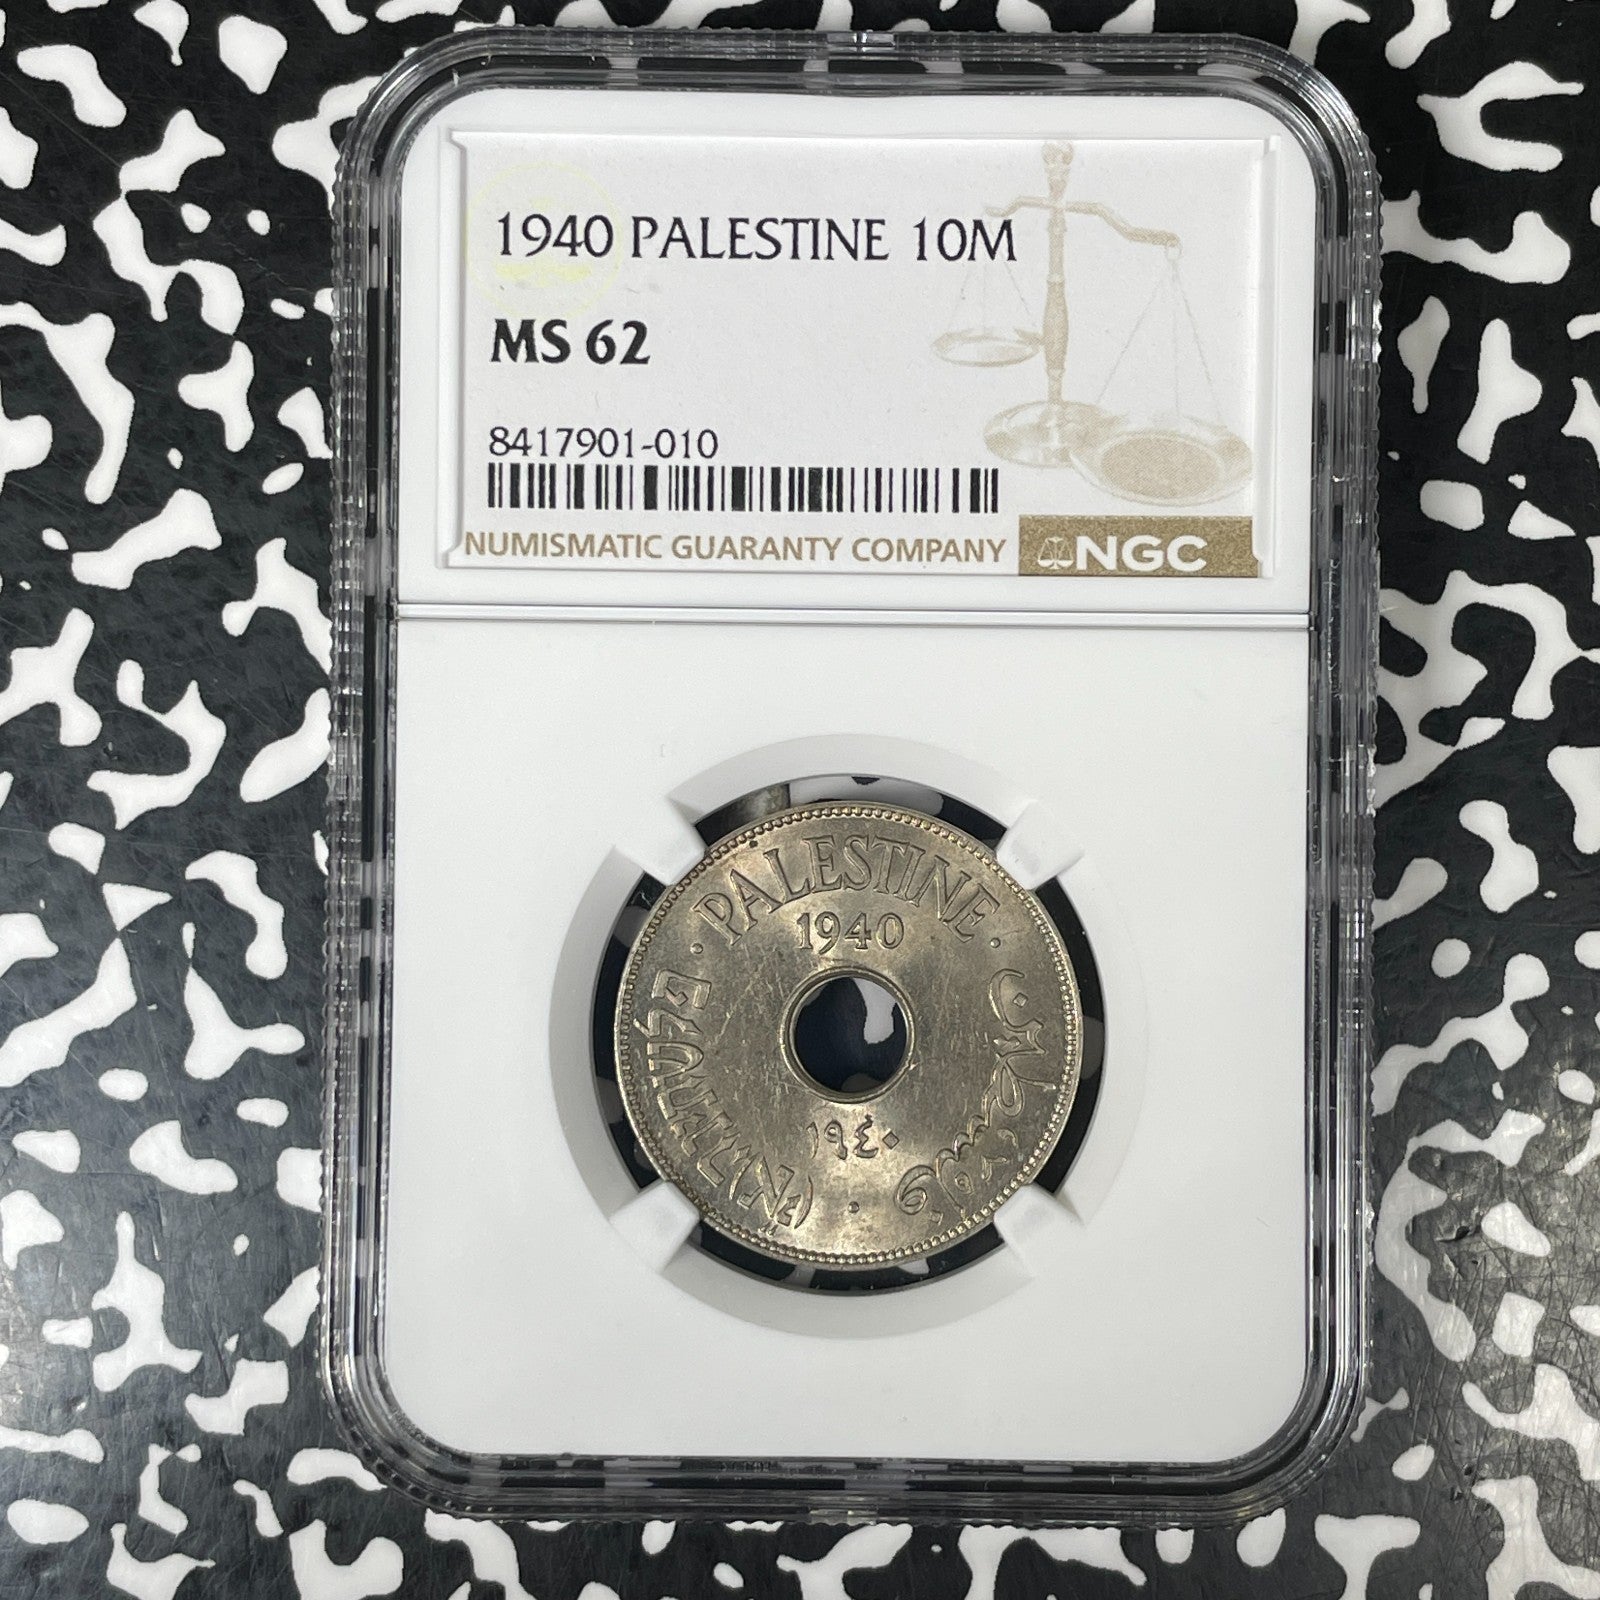 1940 PALESTINE 10M
MS 62
8417901-010
NUMISMATIC GUARANTY COMPANY NGC
· PALESTINE ·
1940
פלשתינה (א״י)
فلسطين
١٩٤٠